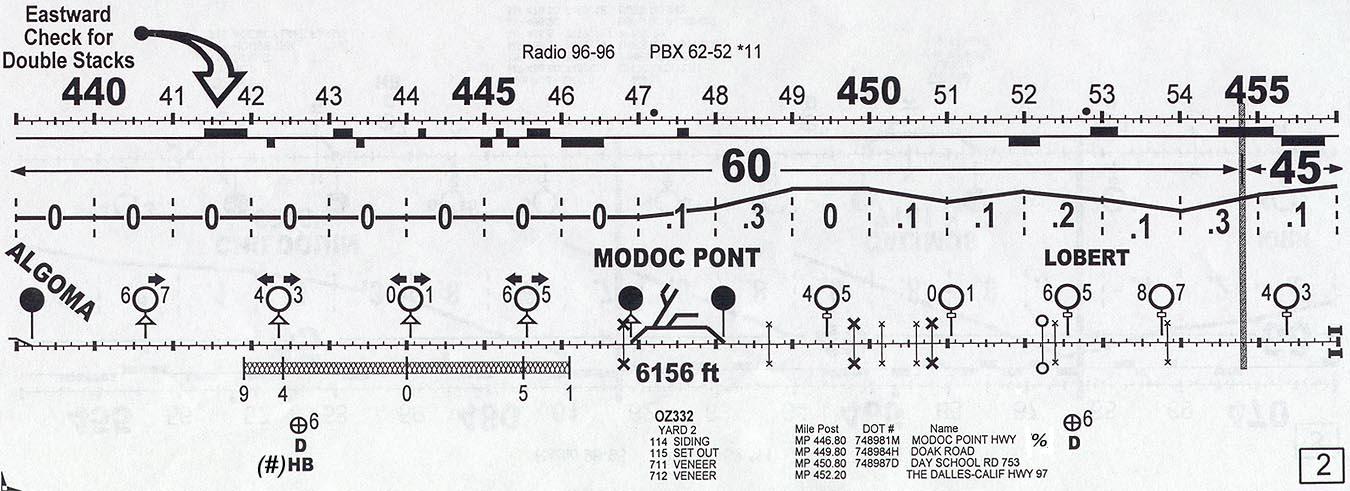 Eastward
Check for
Double Stacks
Radio 96-96 PBX 62-52 *11
440 41 42 43 44 445 46 47 48 49 450 51 52 53 54 455
60 45
0 0 0 0 0 0 0 0 .1 .3 0 .1 .1 .2 .1 .3 .1
ALGOMA
MODOC PONT
LOBERT
6 7 4 3 0 1 6 5 4 5 0 1 6 5 8 7 4 3
6156 ft
9 4 0 5 1
6
D
(#) HB
OZ332
YARD 2
114 SIDING
115 SET OUT
711 VENEER
712 VENEER
Mile Post DOT # Name
MP 446.80 748981M MODOC POINT HWY
MP 449.80 748984H DOAK ROAD
MP 450.80 748987D DAY SCHOOL RD 753
MP 452.20 THE DALLES-CALIF HWY 97
%
6
D
2